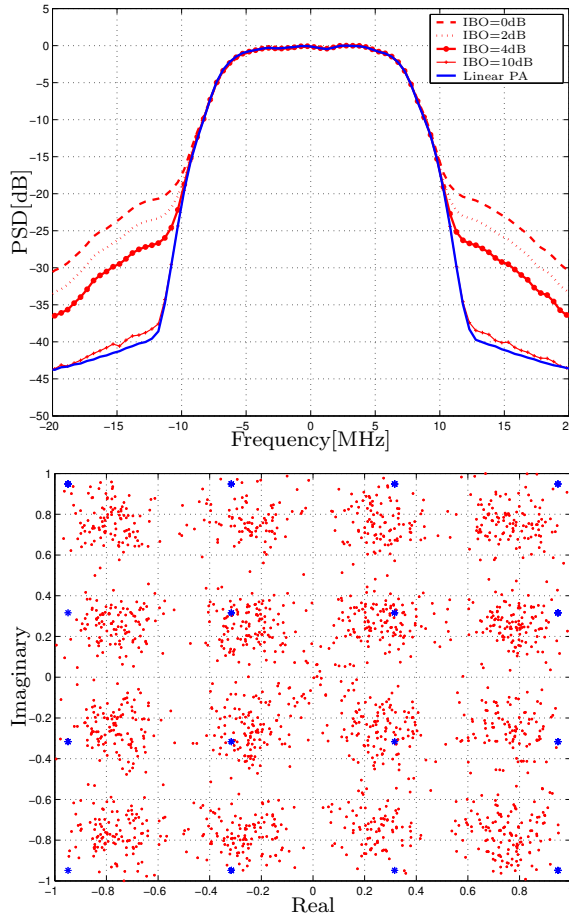 IBO=0dB
IBO=2dB
IBO=4dB
IBO=10dB
Linear PA
PSD[dB]
5
0
−5
−10
−15
−20
−25
−30
−35
−40
−45
−50
−20 −15 −10 −5 0 5 10 15 20
Frequency[MHz]
Imaginary
1
0.8
0.6
0.4
0.2
0
−0.2
−0.4
−0.6
−0.8
−1
−1 −0.8 −0.6 −0.4 −0.2 0 0.2 0.4 0.6 0.8
Real